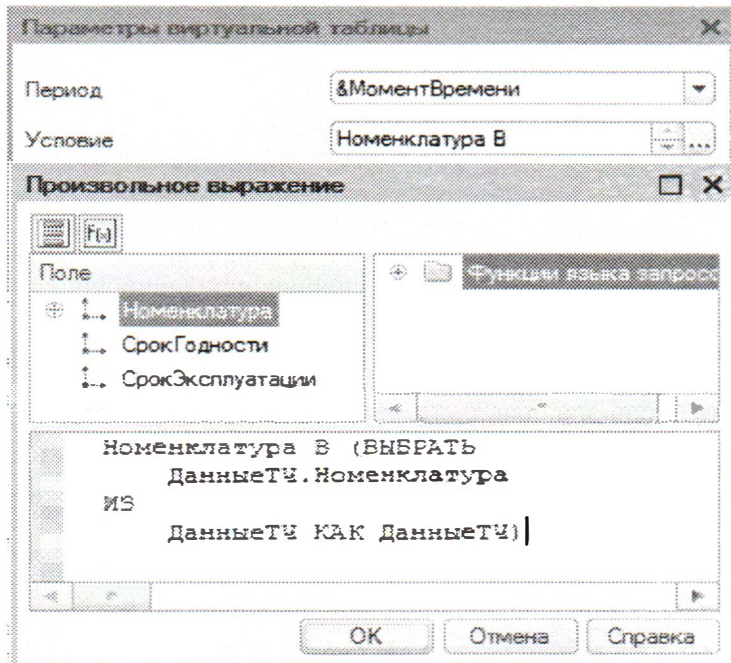 Параметры виртуальной таблицы
Период
&МоментВремени
Условие
Номенклатура В
...
Произвольное выражение
F(x)
Поле
Функции языка запросо
Номенклатура
СрокГодности
СрокЭксплуатации
Номенклатура В (ВЫБРАТЬ
ДанныеТЧ.Номенклатура
ИЗ
ДанныеТЧ КАК ДанныеТЧ)
OK
Отмена
Справка